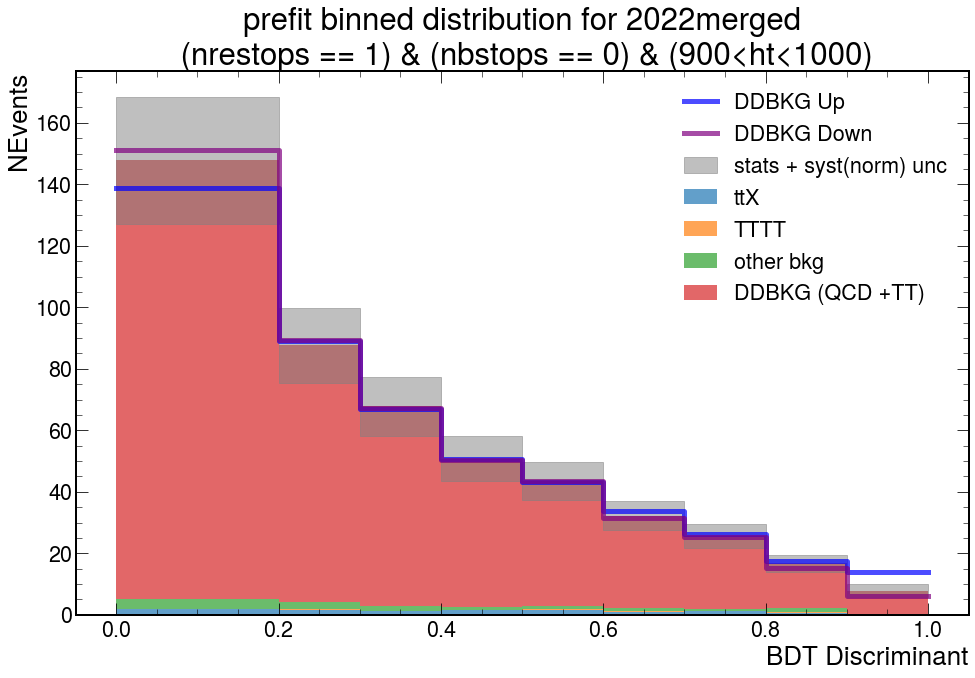 prefit binned distribution for 2022merged
(nrestops == 1) & (nbstops == 0) & (900<ht<1000)
NEvents
160
140
120
100
80
60
40
20
0
DDBKG Up
DDBKG Down
stats + syst(norm) unc
ttX
TTTT
other bkg
DDBKG (QCD +TT)
0.0 0.2 0.4 0.6 0.8 1.0
BDT Discriminant